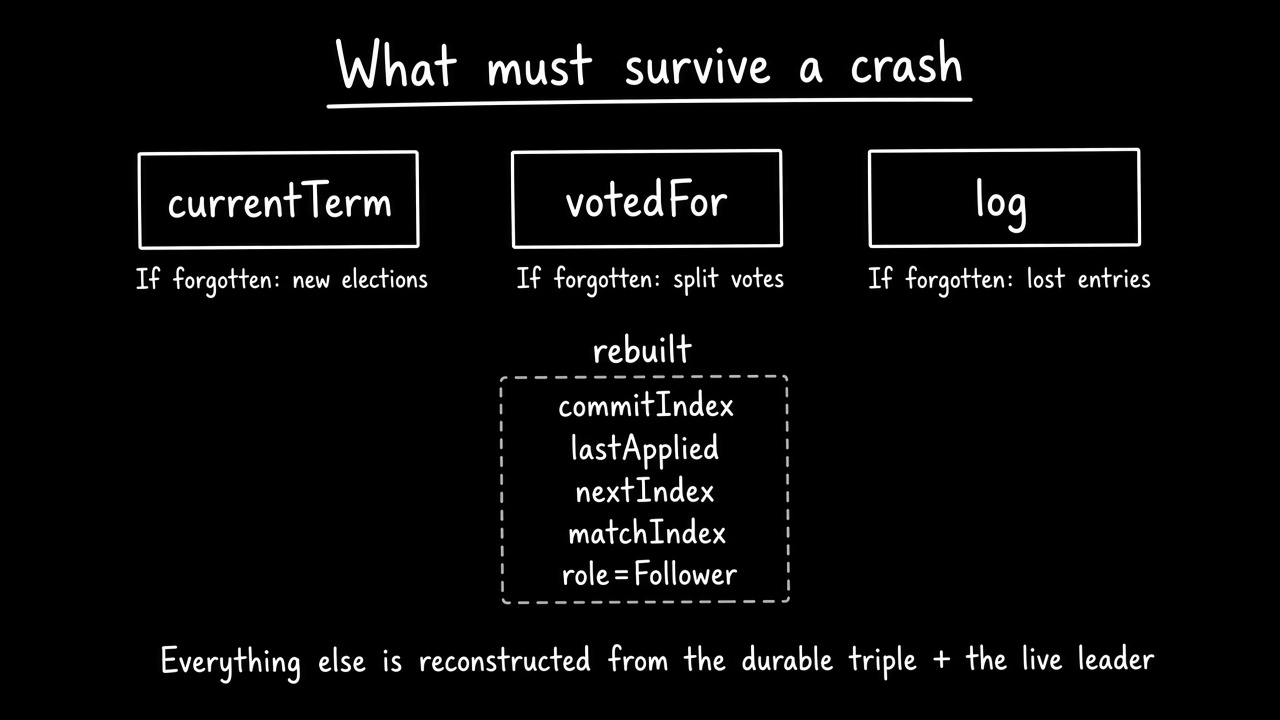 What must survive a crash
currentTerm
votedFor
log
If forgotten: new elections
If forgotten: split votes
If forgotten: lost entries
rebuilt
commitIndex
lastApplied
nextIndex
matchIndex
role=Follower
Everything else is reconstructed from the durable triple + the live leader